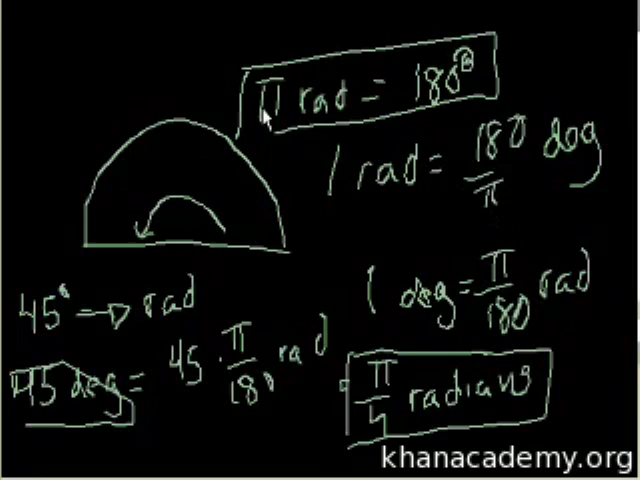 π rad = 180°
1 rad = 180/π deg
1 deg = π/180 rad
45° → rad
45 deg = 45 · π/180 rad
= π/4 radians
khanacademy.org